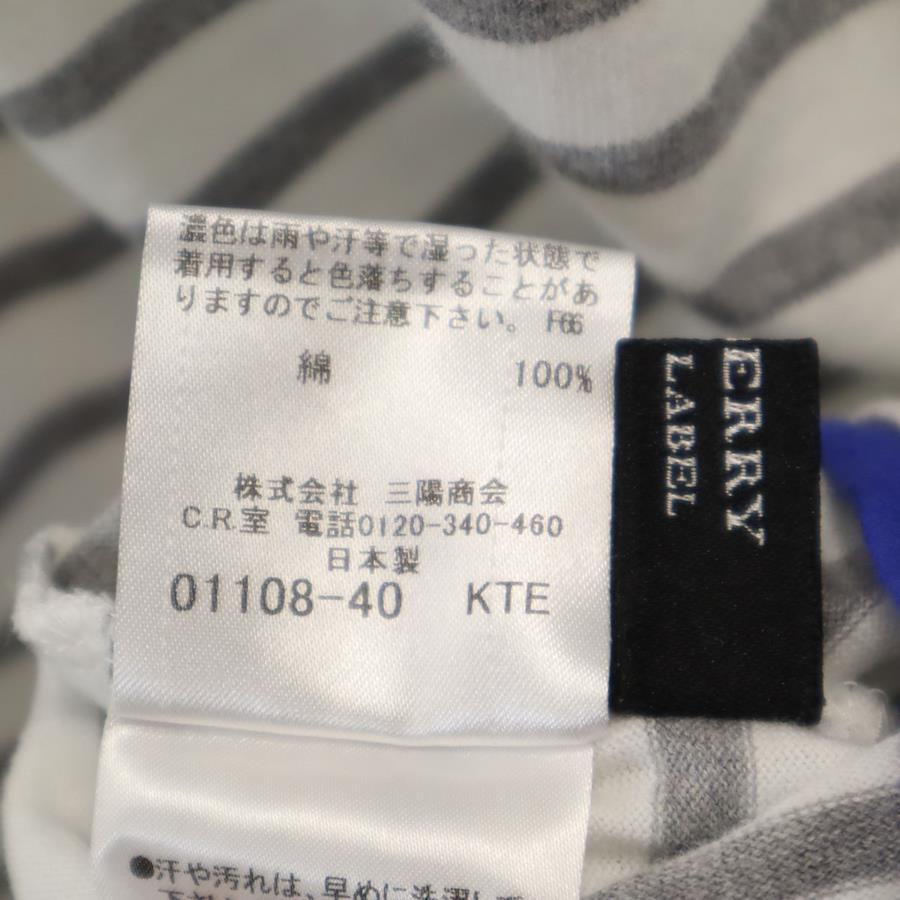 濃色は雨や汗等で湿った状態で
着用すると色落ちすることがあ
りますのでご注意下さい。 F66
綿 100%
株式会社 三陽商会
C.R.室 電話0120-340-460
日本製
01108-40 KTE
ERRY
LABEL
●汗や汚れは、早めに洗濯して